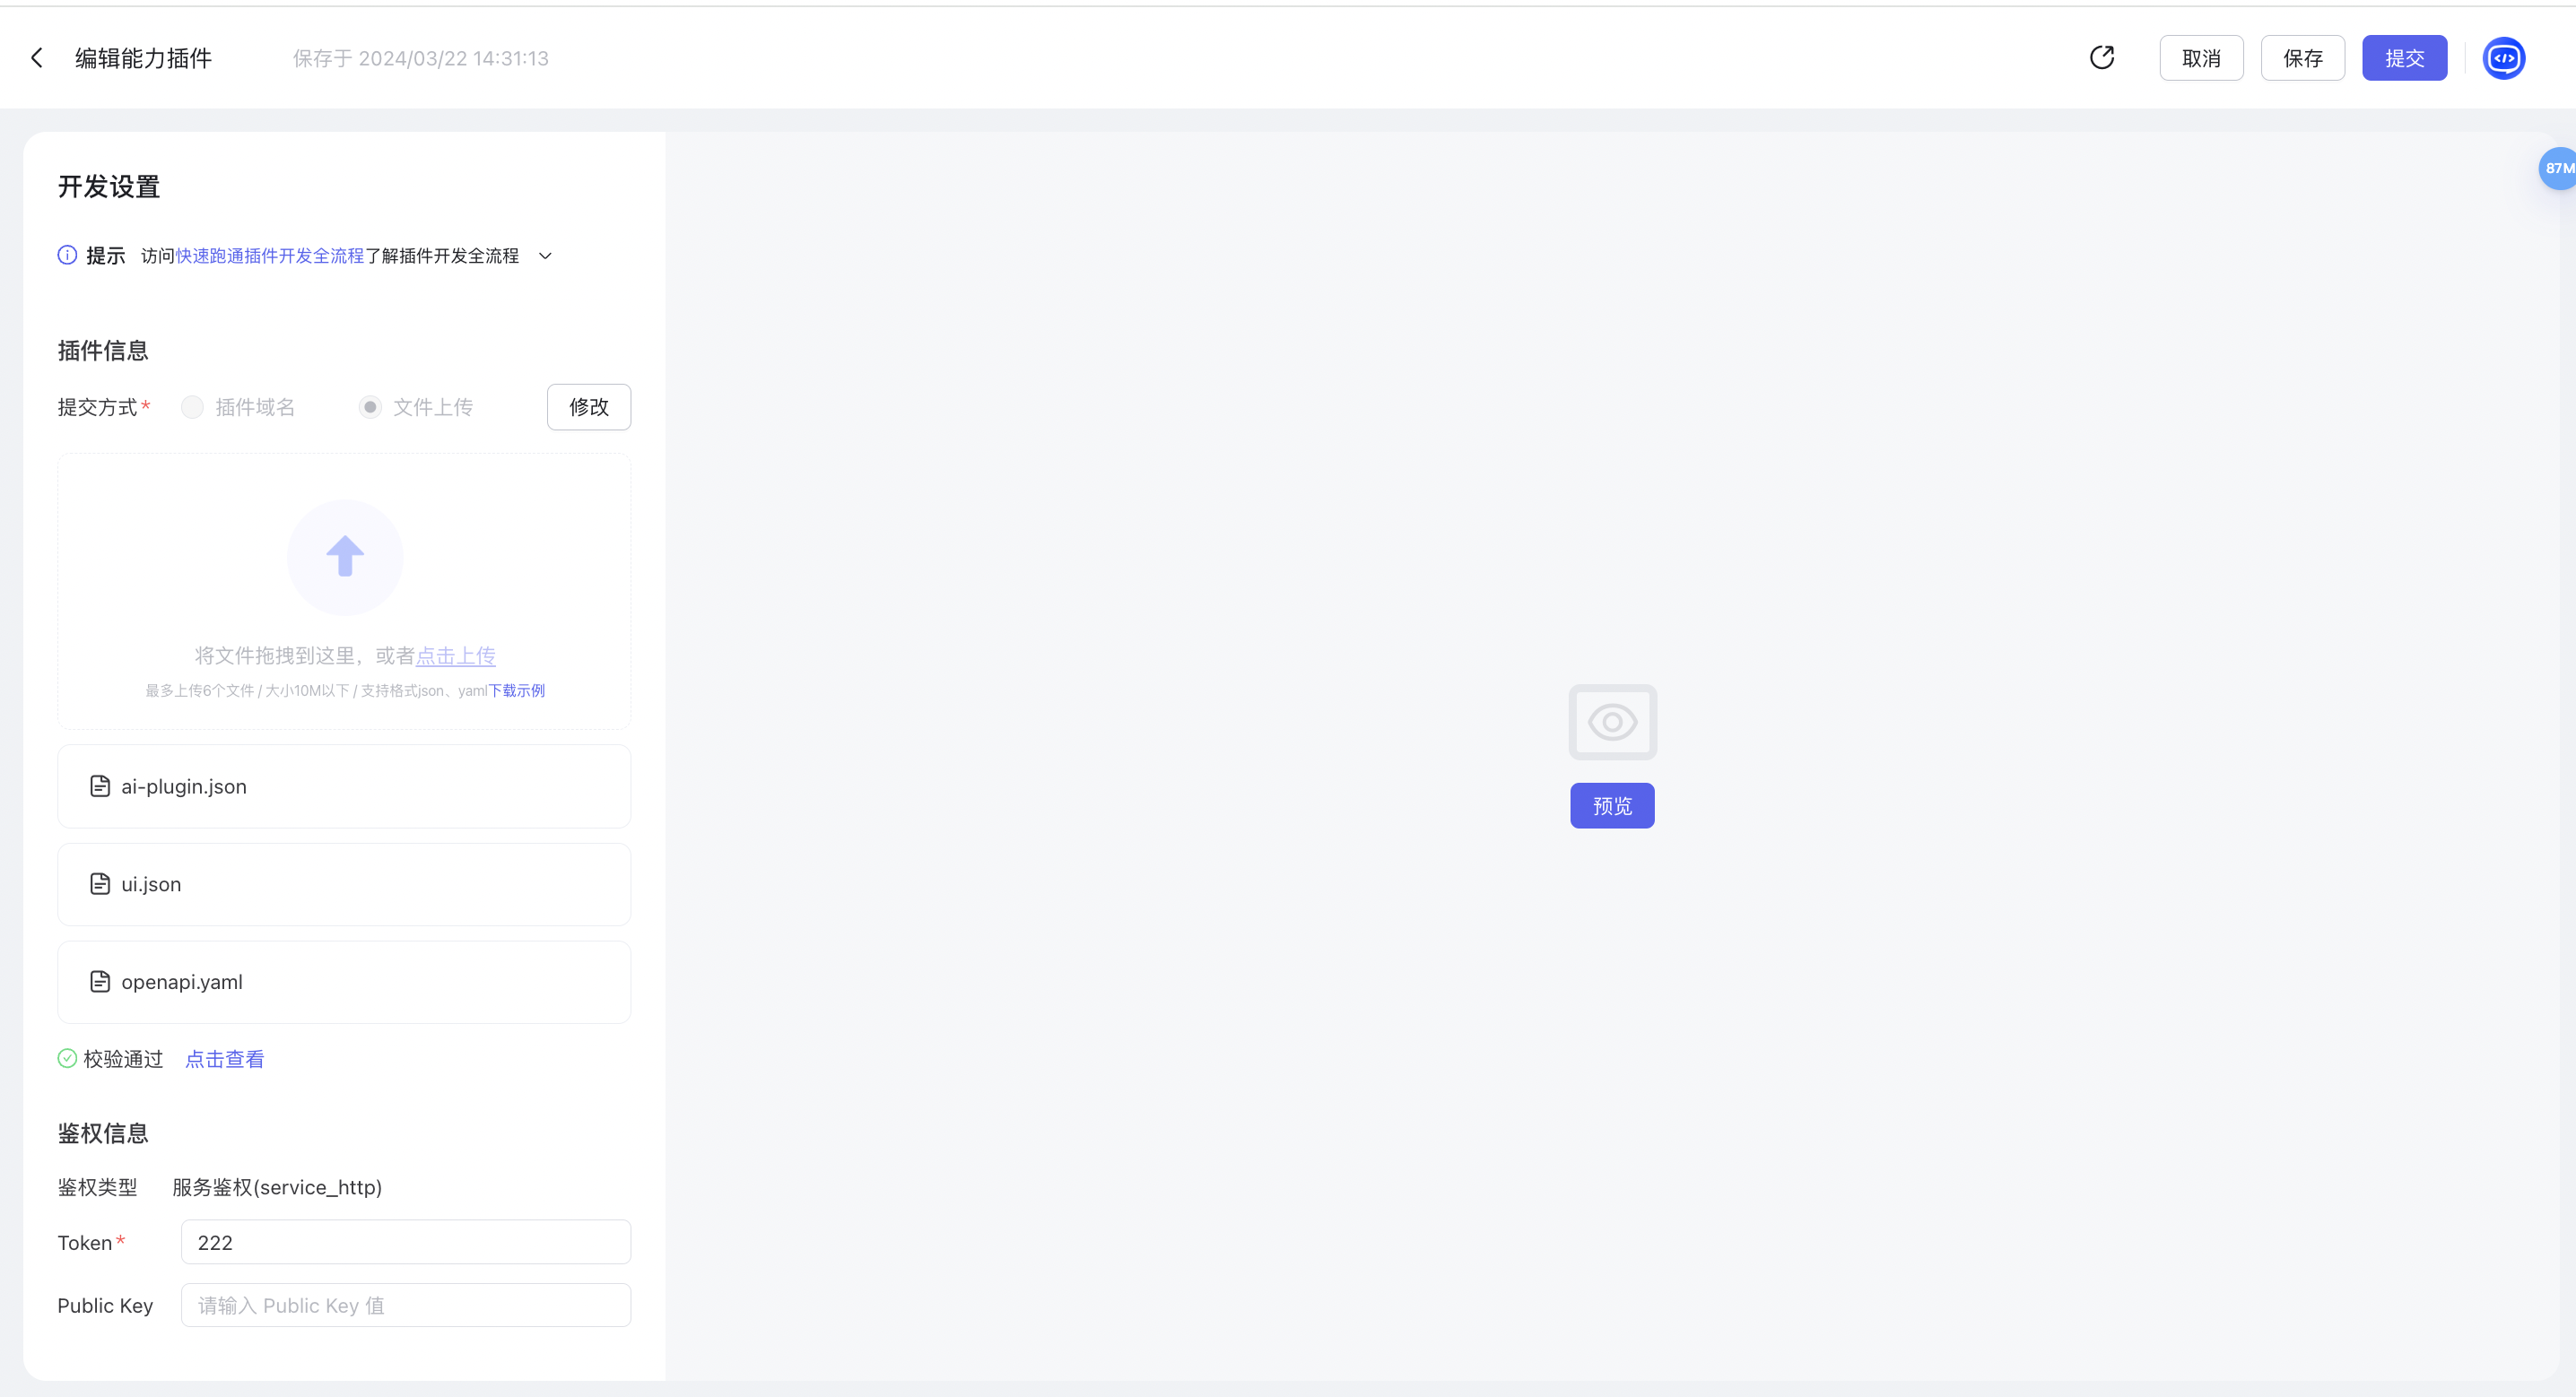 编辑能力插件
保存于 2024/03/22 14:31:13
取消
保存
提交
87M
开发设置
提示 访问快速跑通插件开发全流程了解插件开发全流程
插件信息
提交方式* 插件域名 文件上传 修改
将文件拖拽到这里，或者点击上传
最多上传6个文件 / 大小10M以下 / 支持格式json、yaml下载示例
预览
ai-plugin.json
ui.json
openapi.yaml
校验通过 点击查看
鉴权信息
鉴权类型 服务鉴权(service_http)
Token* 222
Public Key 请输入 Public Key 值